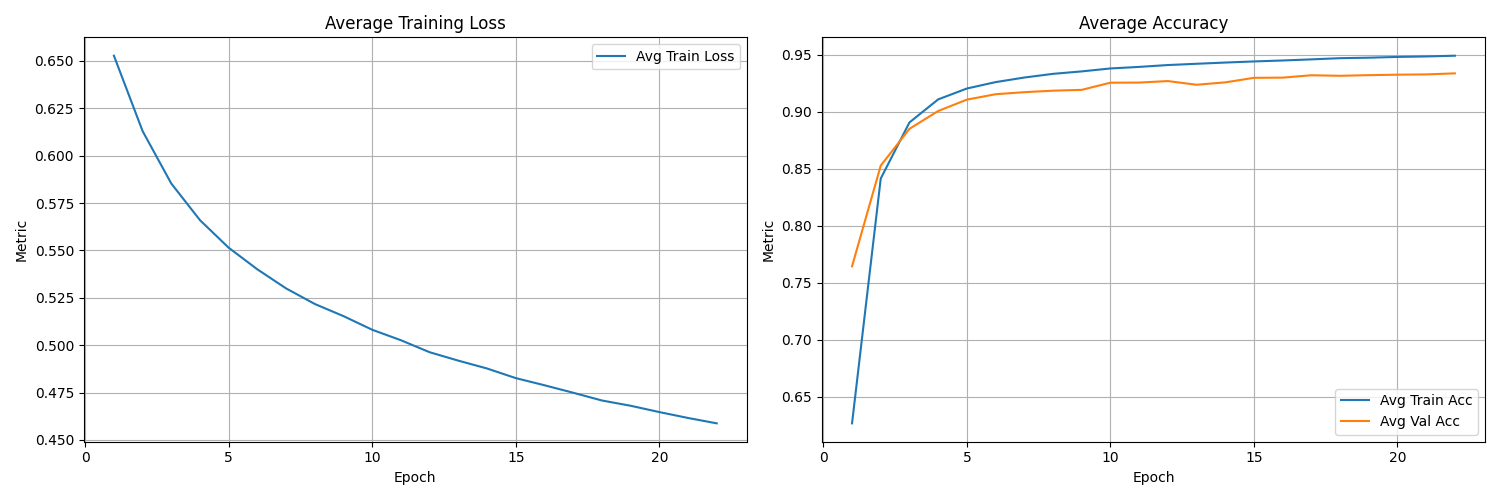 Average Training Loss
Avg Train Loss
0.650
0.625
0.600
0.575
0.550
0.525
0.500
0.475
0.450
Metric
0 5 10 15 20
Epoch
Average Accuracy
0.95
0.90
0.85
0.80
0.75
0.70
0.65
Metric
Avg Train Acc
Avg Val Acc
0 5 10 15 20
Epoch